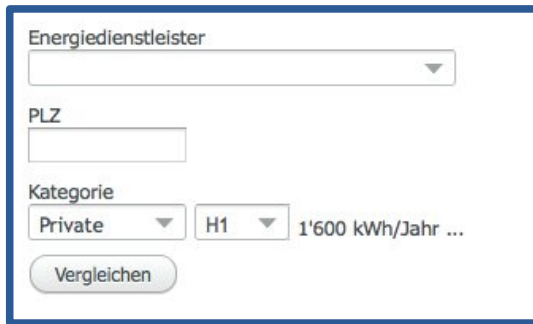 Energiedienstleister
PLZ
Kategorie
Private H1 1'600 kWh/Jahr ...
Vergleichen